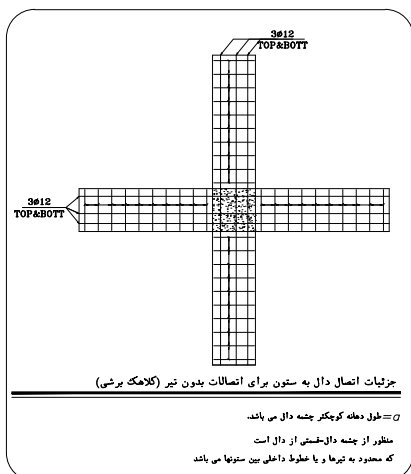 3ø12
TOP&BOTT
3ø12
TOP&BOTT
جزئیات اتصال دال به ستون برای اتصالات بدون تیر (کلاهک برشی)
a=طول دهانه کوچکتر چشمه دال می باشد.
منظور از چشمه دال-قسمتی از دال است
که محدود به تیرها و یا خطوط داخلی بین ستونها می باشد